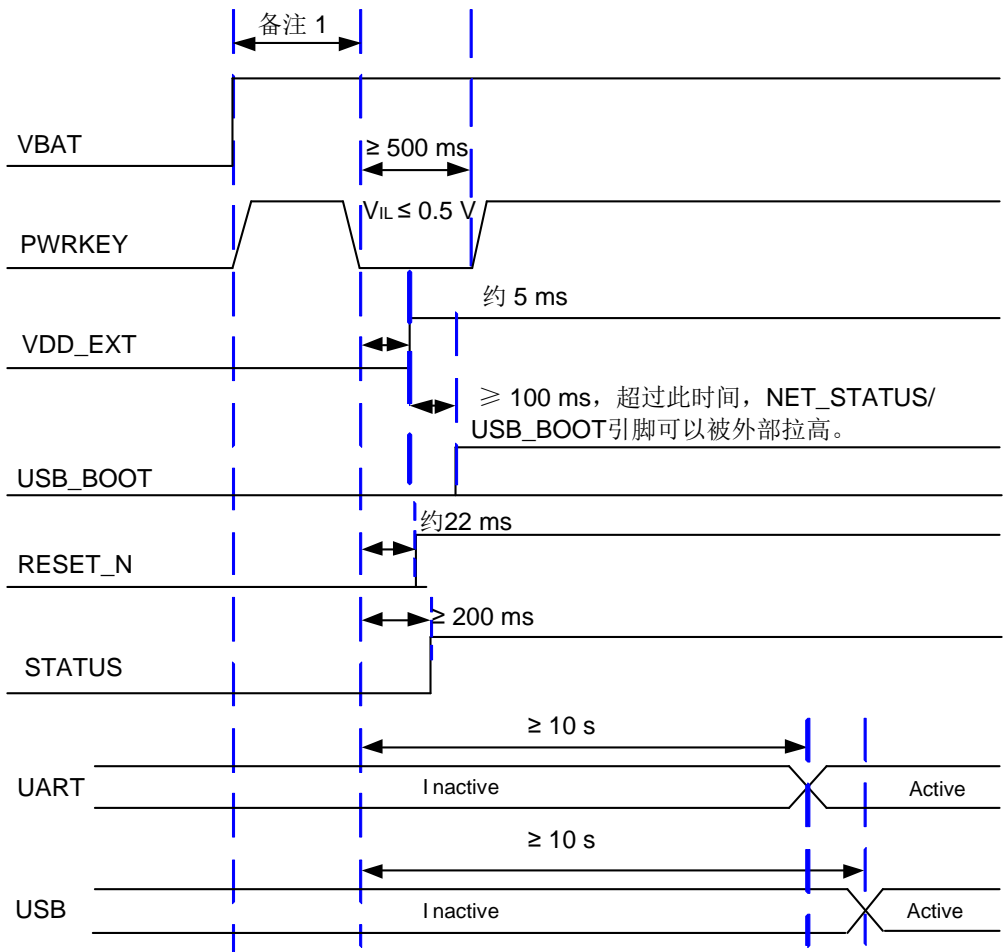 备注 1
VBAT
≥ 500 ms
VIL ≤ 0.5 V
PWRKEY
约 5 ms
VDD_EXT
≥ 100 ms，超过此时间，NET_STATUS/
USB_BOOT引脚可以被外部拉高。
USB_BOOT
约22 ms
RESET_N
≥ 200 ms
STATUS
≥ 10 s
UART
Inactive
Active
≥ 10 s
USB
Inactive
Active